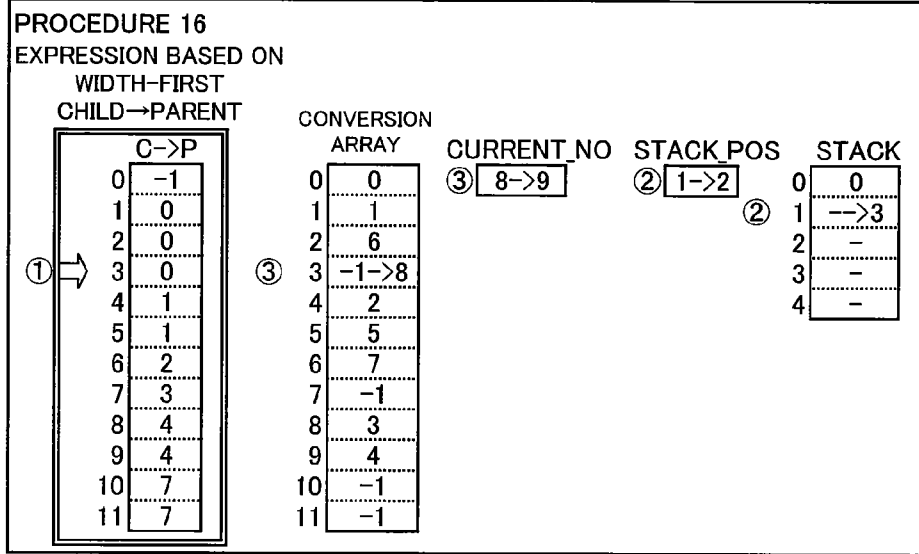 PROCEDURE 16
EXPRESSION BASED ON
WIDTH-FIRST
CHILD→PARENT
CONVERSION
ARRAY
CURRENT_NO
STACK_POS
STACK
C->P
0 -1
1 0
2 0
① 3 0
4 1
5 1
6 2
7 3
8 4
9 4
10 7
11 7
0 0
1 1
2 6
③ 3 -1->8
4 2
5 5
6 7
7 -1
8 3
9 4
10 -1
11 -1
③ 8->9
② 1->2
0 0
② 1 -->3
2 -
3 -
4 -